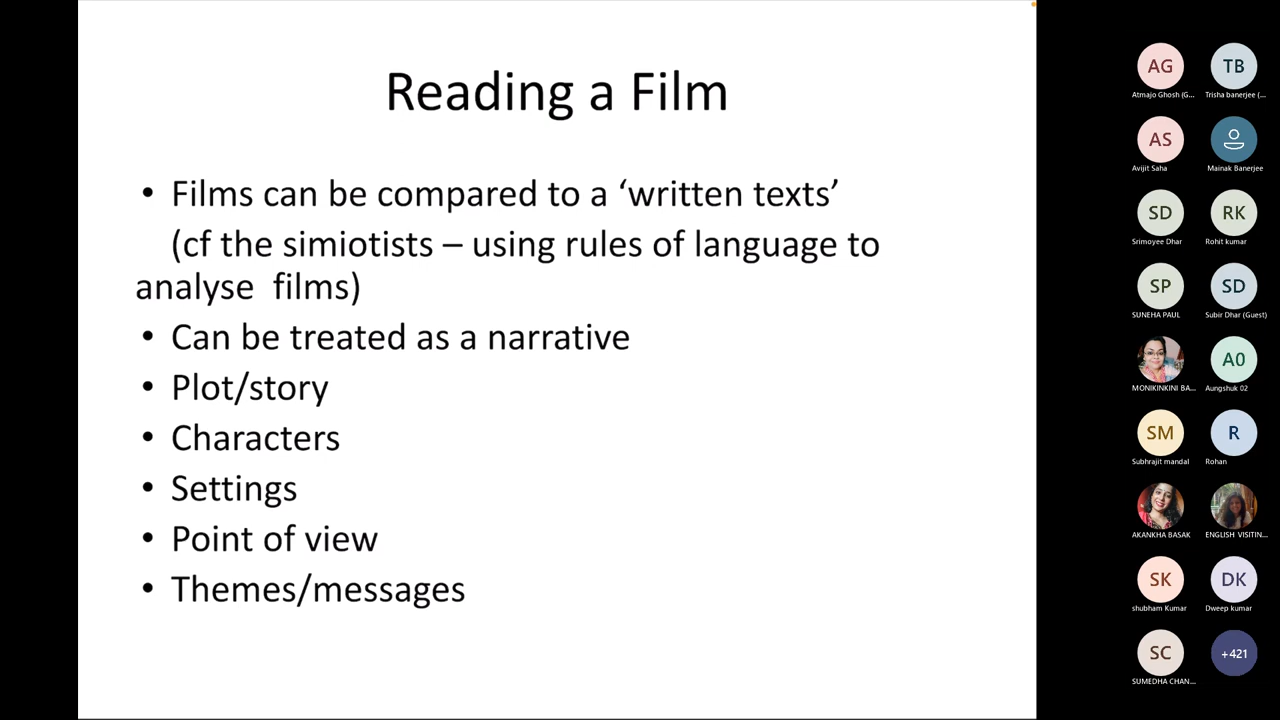 Reading a Film
• Films can be compared to a ‘written texts’
(cf the simiotists – using rules of language to
analyse films)
• Can be treated as a narrative
• Plot/story
• Characters
• Settings
• Point of view
• Themes/messages
AG TB
Atmajo Ghosh (G... Trisha banerjee (...
AS
Avijit Saha Mainak Banerjee
SD RK
Srimoyee Dhar Rohit kumar
SP SD
SUNEHA PAUL Subir Dhar (Guest)
A0
MONIKINKINI BA... Aungshuk 02
SM R
Subhrajit mandal Rohan
AKANKHA BASAK ENGLISH VISITIN...
SK DK
shubham Kumar Dweep kumar
SC +421
SUMEDHA CHAN...